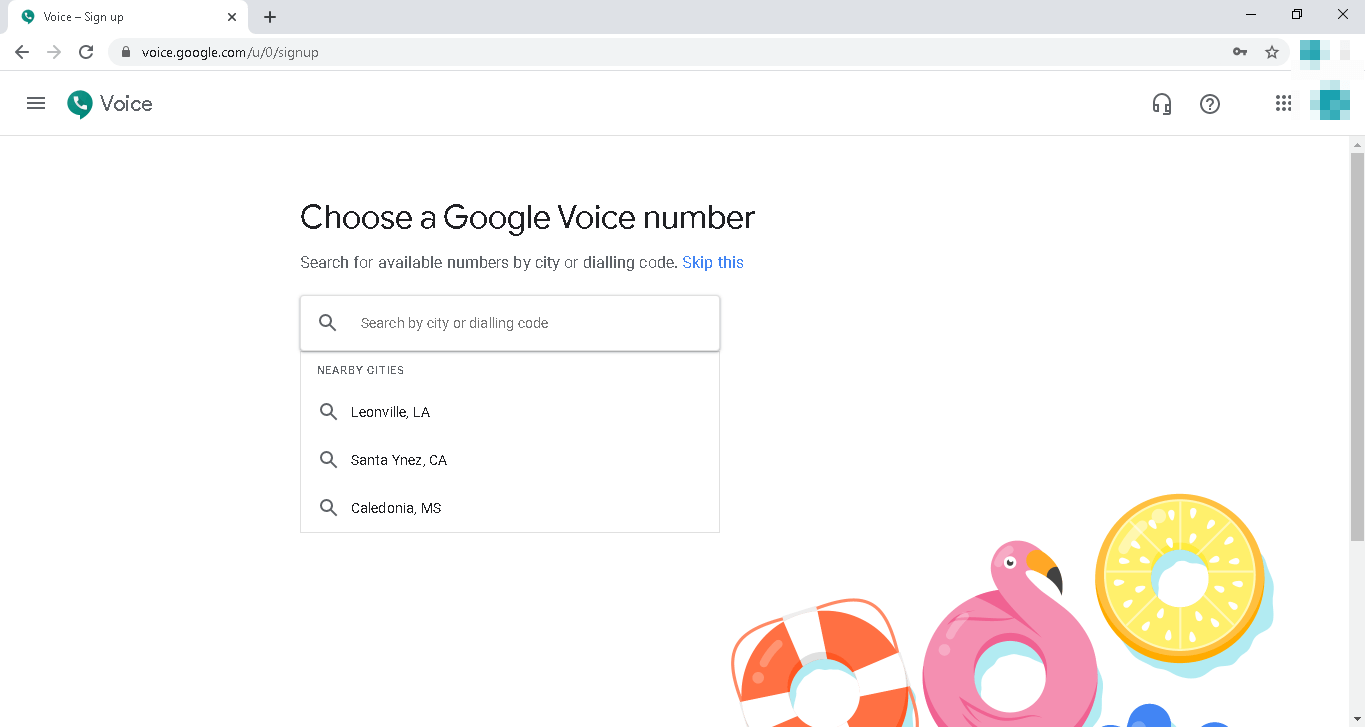 Voice – Sign up
voice.google.com/u/0/signup
Voice
Choose a Google Voice number
Search for available numbers by city or dialling code. Skip this
Search by city or dialling code
NEARBY CITIES
Leonville, LA
Santa Ynez, CA
Caledonia, MS